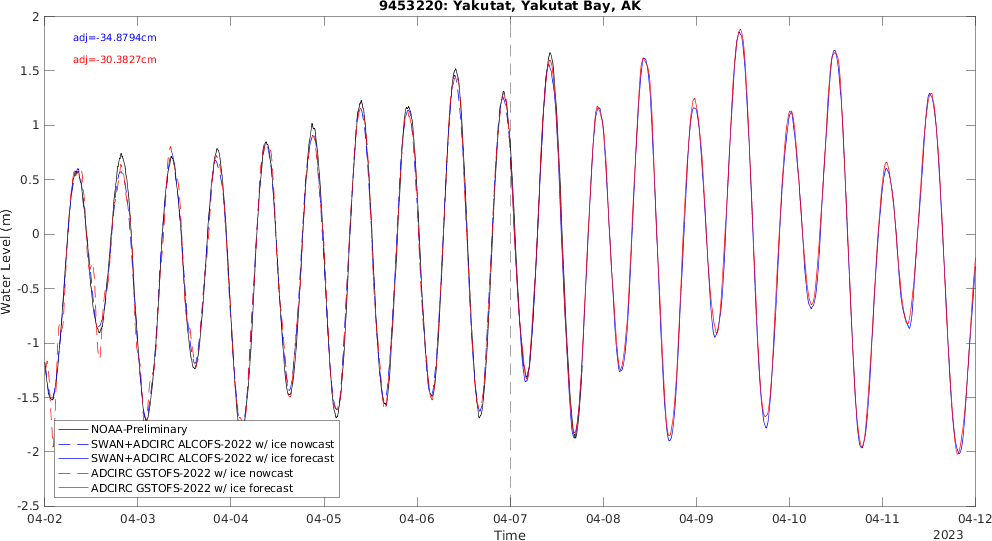 9453220: Yakutat, Yakutat Bay, AK
adj=-34.8794cm
adj=-30.3827cm
2
1.5
1
0.5
0
-0.5
-1
-1.5
-2
-2.5
Water Level (m)
NOAA-Preliminary
SWAN+ADCIRC ALCOFS-2022 w/ ice nowcast
SWAN+ADCIRC ALCOFS-2022 w/ ice forecast
ADCIRC GSTOFS-2022 w/ ice nowcast
ADCIRC GSTOFS-2022 w/ ice forecast
04-02 04-03 04-04 04-05 04-06 04-07 04-08 04-09 04-10 04-11 04-12
Time
2023